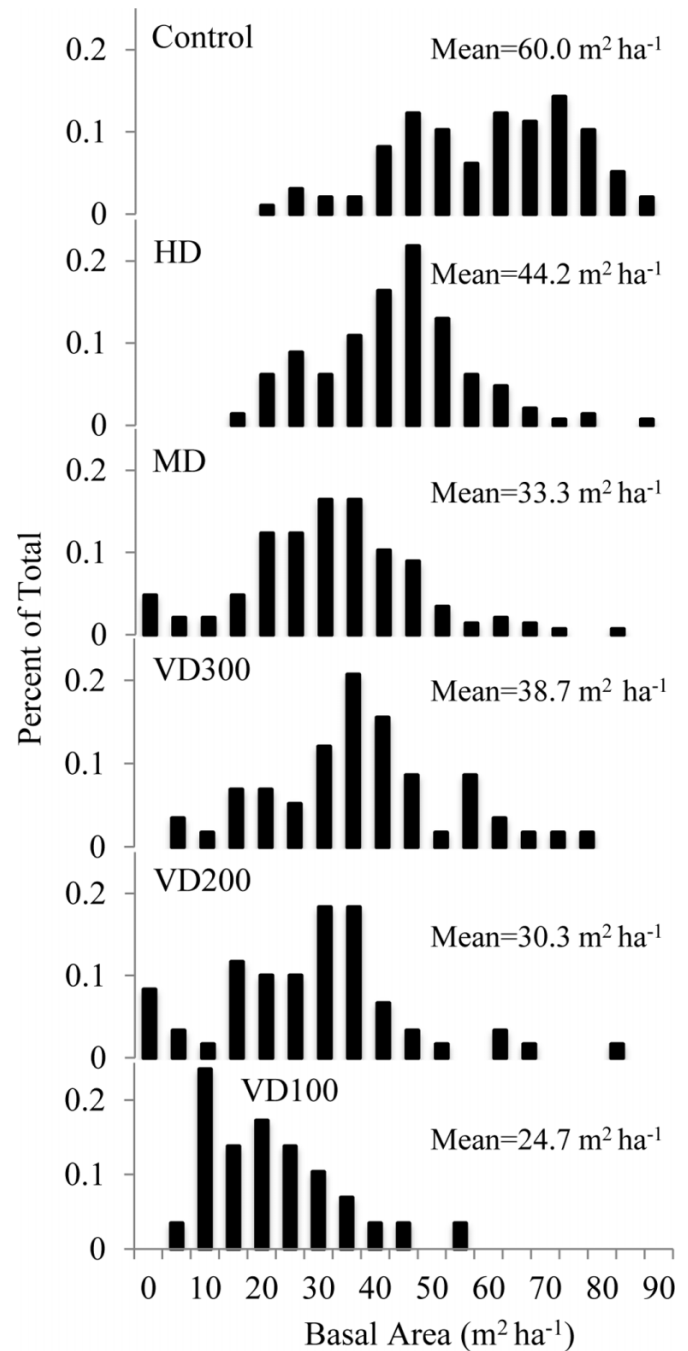 Control
Mean=60.0 m² ha⁻¹
0.2
0.1
0
HD
Mean=44.2 m² ha⁻¹
0.2
0.1
0
MD
Mean=33.3 m² ha⁻¹
0.2
0.1
0
VD300
Mean=38.7 m² ha⁻¹
0.2
0.1
0
VD200
Mean=30.3 m² ha⁻¹
0.2
0.1
0
VD100
Mean=24.7 m² ha⁻¹
0.2
0.1
0
Percent of Total
0 10 20 30 40 50 60 70 80 90
Basal Area (m² ha⁻¹)